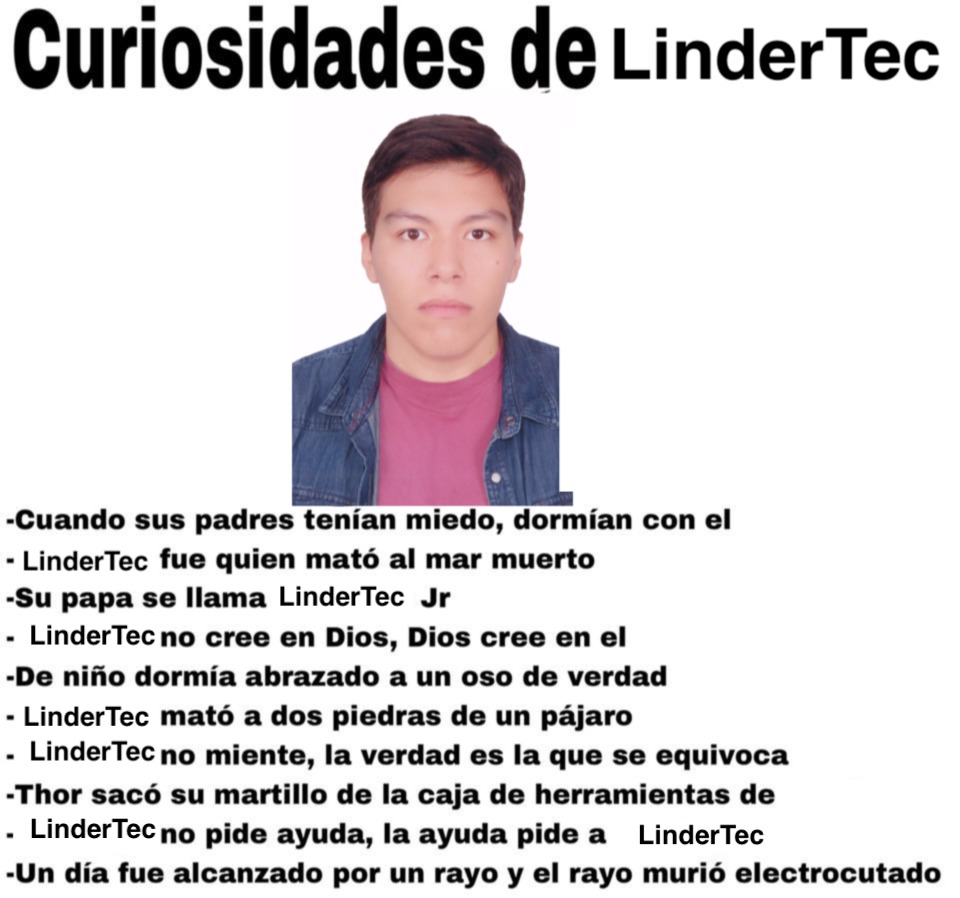 Curiosidades de LinderTec
-Cuando sus padres tenían miedo, dormían con el
- LinderTec fue quien mató al mar muerto
-Su papa se llama LinderTec Jr
- LinderTec no cree en Dios, Dios cree en el
-De niño dormía abrazado a un oso de verdad
- LinderTec mató a dos piedras de un pájaro
- LinderTec no miente, la verdad es la que se equivoca
-Thor sacó su martillo de la caja de herramientas de
- LinderTec no pide ayuda, la ayuda pide a LinderTec
-Un día fue alcanzado por un rayo y el rayo murió electrocutado